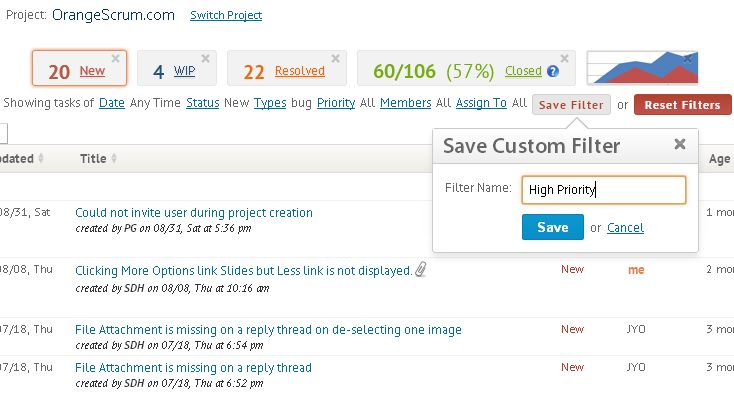 Project: OrangeScrum.com Switch Project
20 New 4 WIP 22 Resolved 60/106 (57%) Closed ?
Showing tasks of Date Any Time Status New Types bug Priority All Members All Assign To All Save Filter or Reset Filters
Save Custom Filter
dated Title Age
Filter Name: High Priority
08/31, Sat Could not invite user during project creation 1 mo
created by PG on 08/31, Sat at 5:36 pm
Save or Cancel
08/08, Thu Clicking More Options link Slides but Less link is not displayed. New me 2 mo
created by SDH on 08/08, Thu at 10:16 am
07/18, Thu File Attachment is missing on a reply thread on de-selecting one image New JYO 3 mo
created by SDH on 07/18, Thu at 6:54 pm
07/18, Thu File Attachment is missing on a reply thread New JYO 3 mo
created by SDH on 07/18, Thu at 6:52 pm